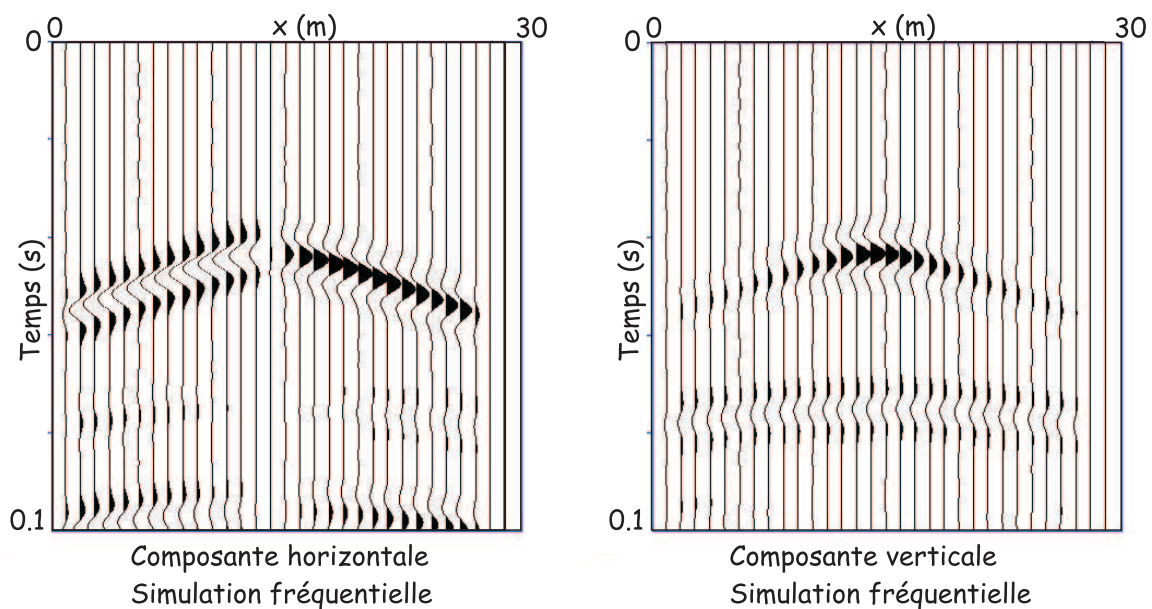 0 x (m) 30
0
Temps (s)
0.1
Composante horizontale
Simulation fréquentielle
0 x (m) 30
0
Temps (s)
0.1
Composante verticale
Simulation fréquentielle